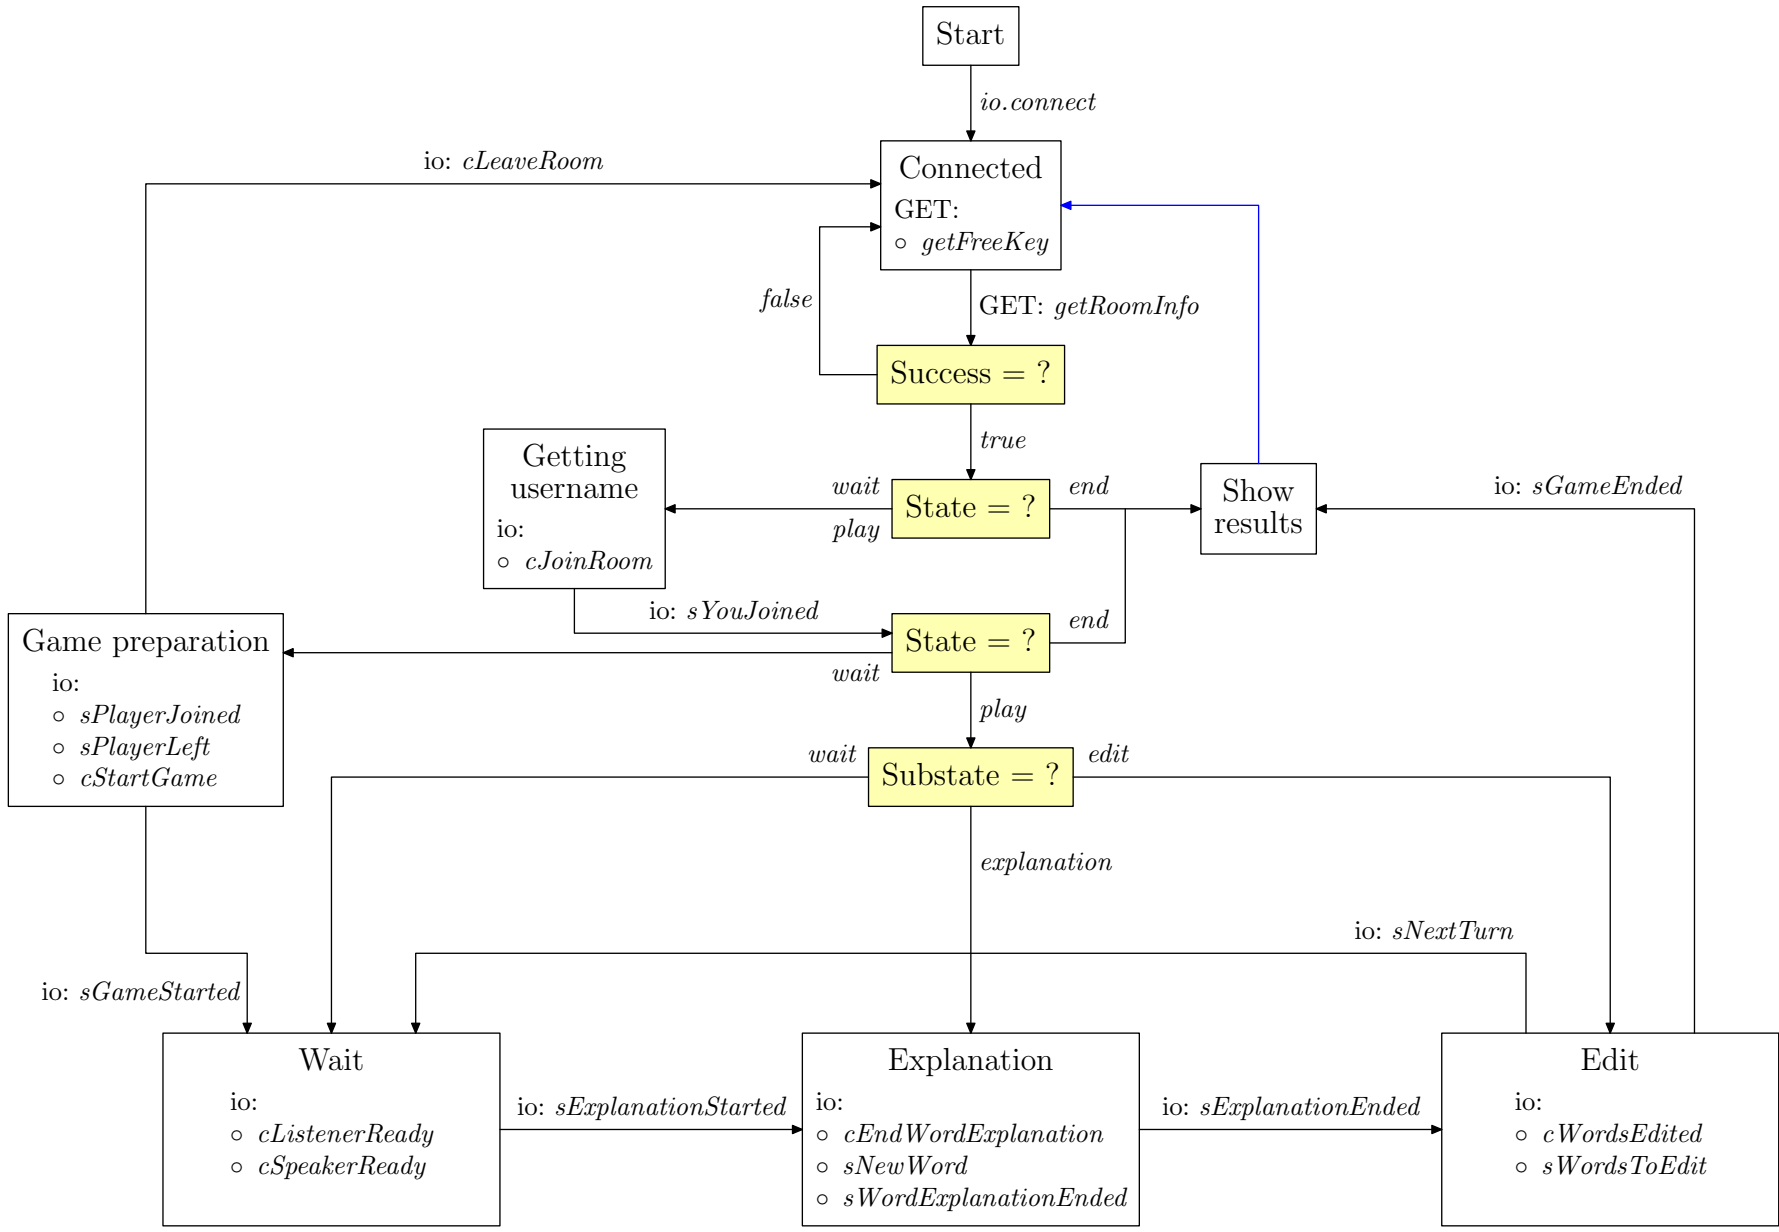 Start
io.connect
io: cLeaveRoom
Connected
GET:
○ getFreeKey
false
GET: getRoomInfo
Success = ?
true
Getting
username
io:
○ cJoinRoom
wait
play
State = ?
end
Show
results
io: sGameEnded
io: sYouJoined
State = ?
end
wait
play
Game preparation
io:
○ sPlayerJoined
○ sPlayerLeft
○ cStartGame
wait
Substate = ?
edit
explanation
io: sNextTurn
io: sGameStarted
Wait
io:
○ cListenerReady
○ cSpeakerReady
io: sExplanationStarted
Explanation
io:
○ cEndWordExplanation
○ sNewWord
○ sWordExplanationEnded
io: sExplanationEnded
Edit
io:
○ cWordsEdited
○ sWordsToEdit